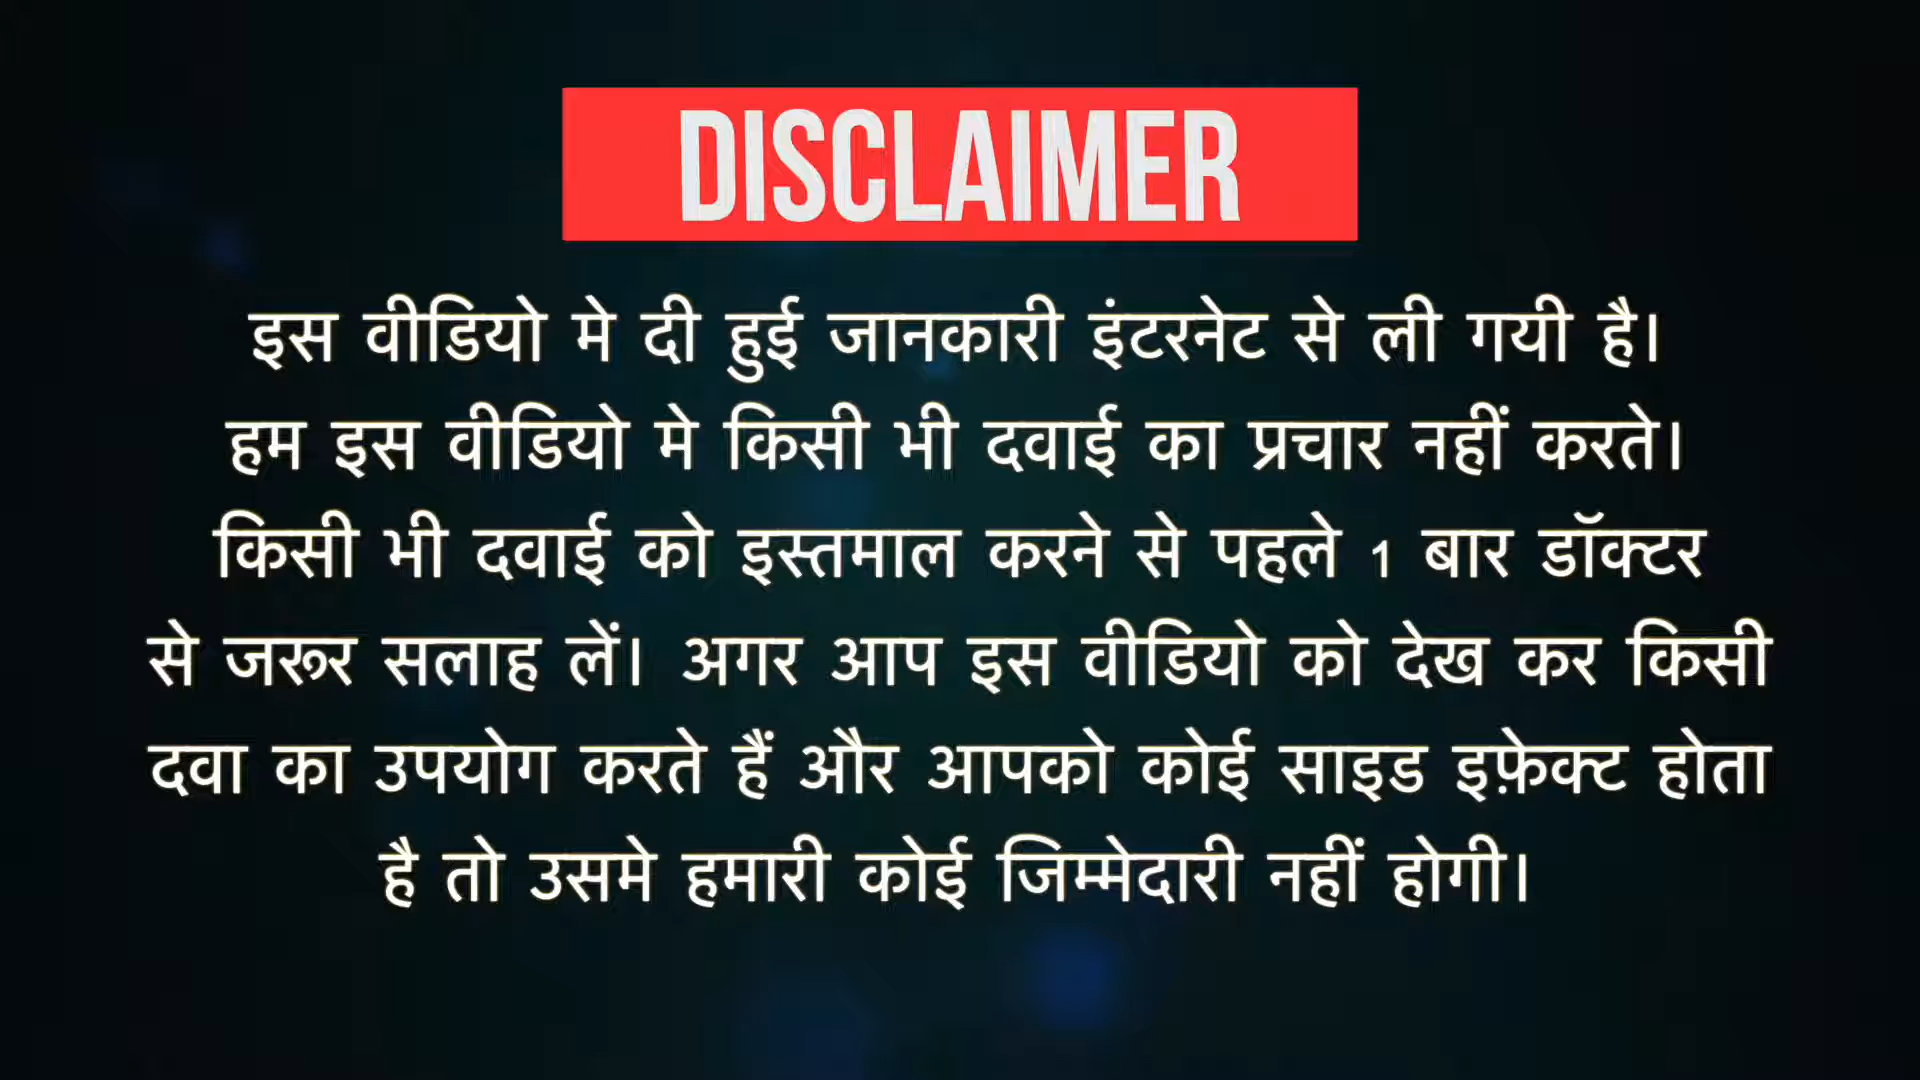 DISCLAIMER
इस वीडियो मे दी हुई जानकारी इंटरनेट से ली गयी है।
हम इस वीडियो मे किसी भी दवाई का प्रचार नहीं करते।
किसी भी दवाई को इस्तमाल करने से पहले 1 बार डॉक्टर
से जरूर सलाह लें। अगर आप इस वीडियो को देख कर किसी
दवा का उपयोग करते हैं और आपको कोई साइड इफ़ेक्ट होता
है तो उसमे हमारी कोई जिम्मेदारी नहीं होगी।